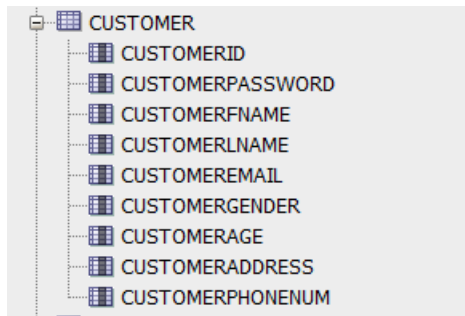 CUSTOMER
CUSTOMERID
CUSTOMERPASSWORD
CUSTOMERFNAME
CUSTOMERLNAME
CUSTOMEREMAIL
CUSTOMERGENDER
CUSTOMERAGE
CUSTOMERADDRESS
CUSTOMERPHONENUM